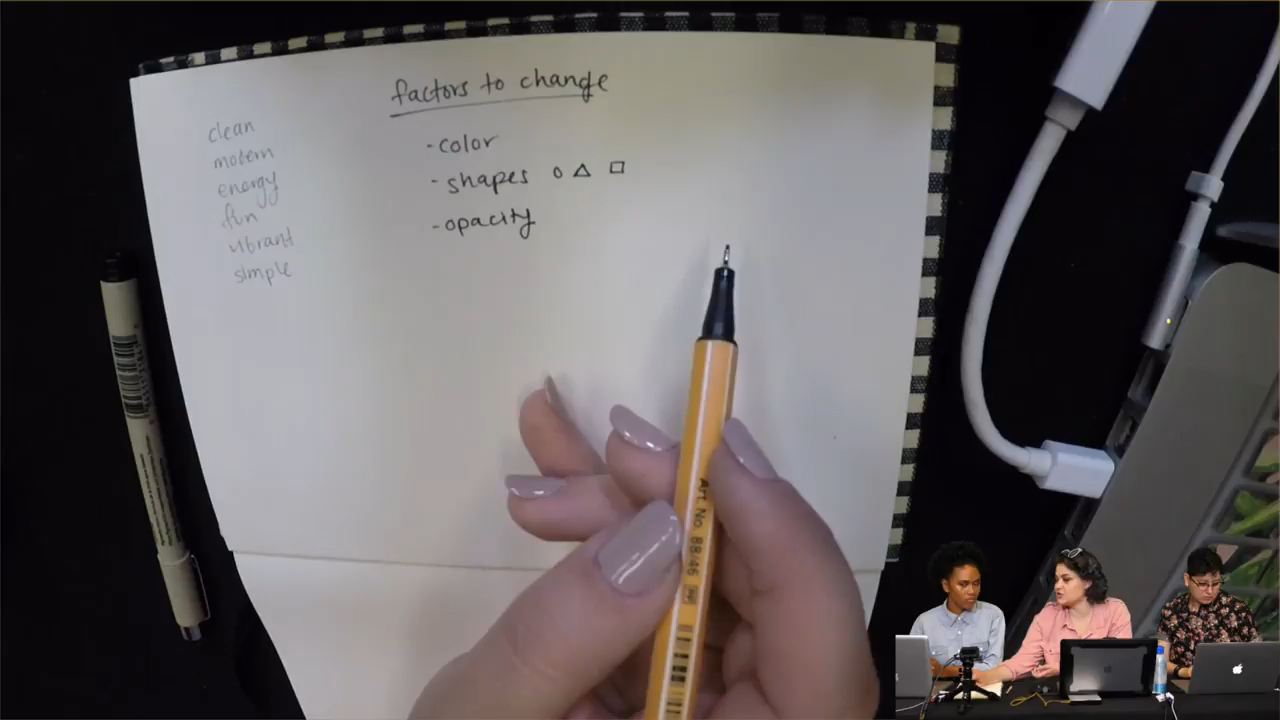 factors to change
clean
modern
energy
fun
vibrant
simple
-color
-shapes
-opacity
Art. No. 88/46